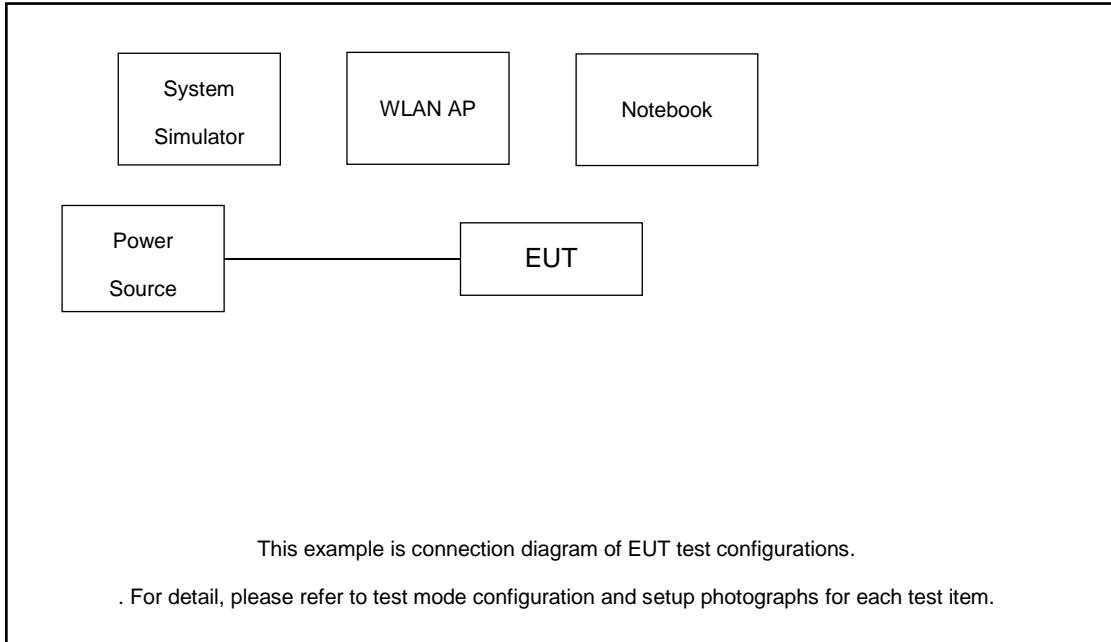 System
Simulator
WLAN AP
Notebook
Power
Source
EUT
This example is connection diagram of EUT test configurations.
. For detail, please refer to test mode configuration and setup photographs for each test item.